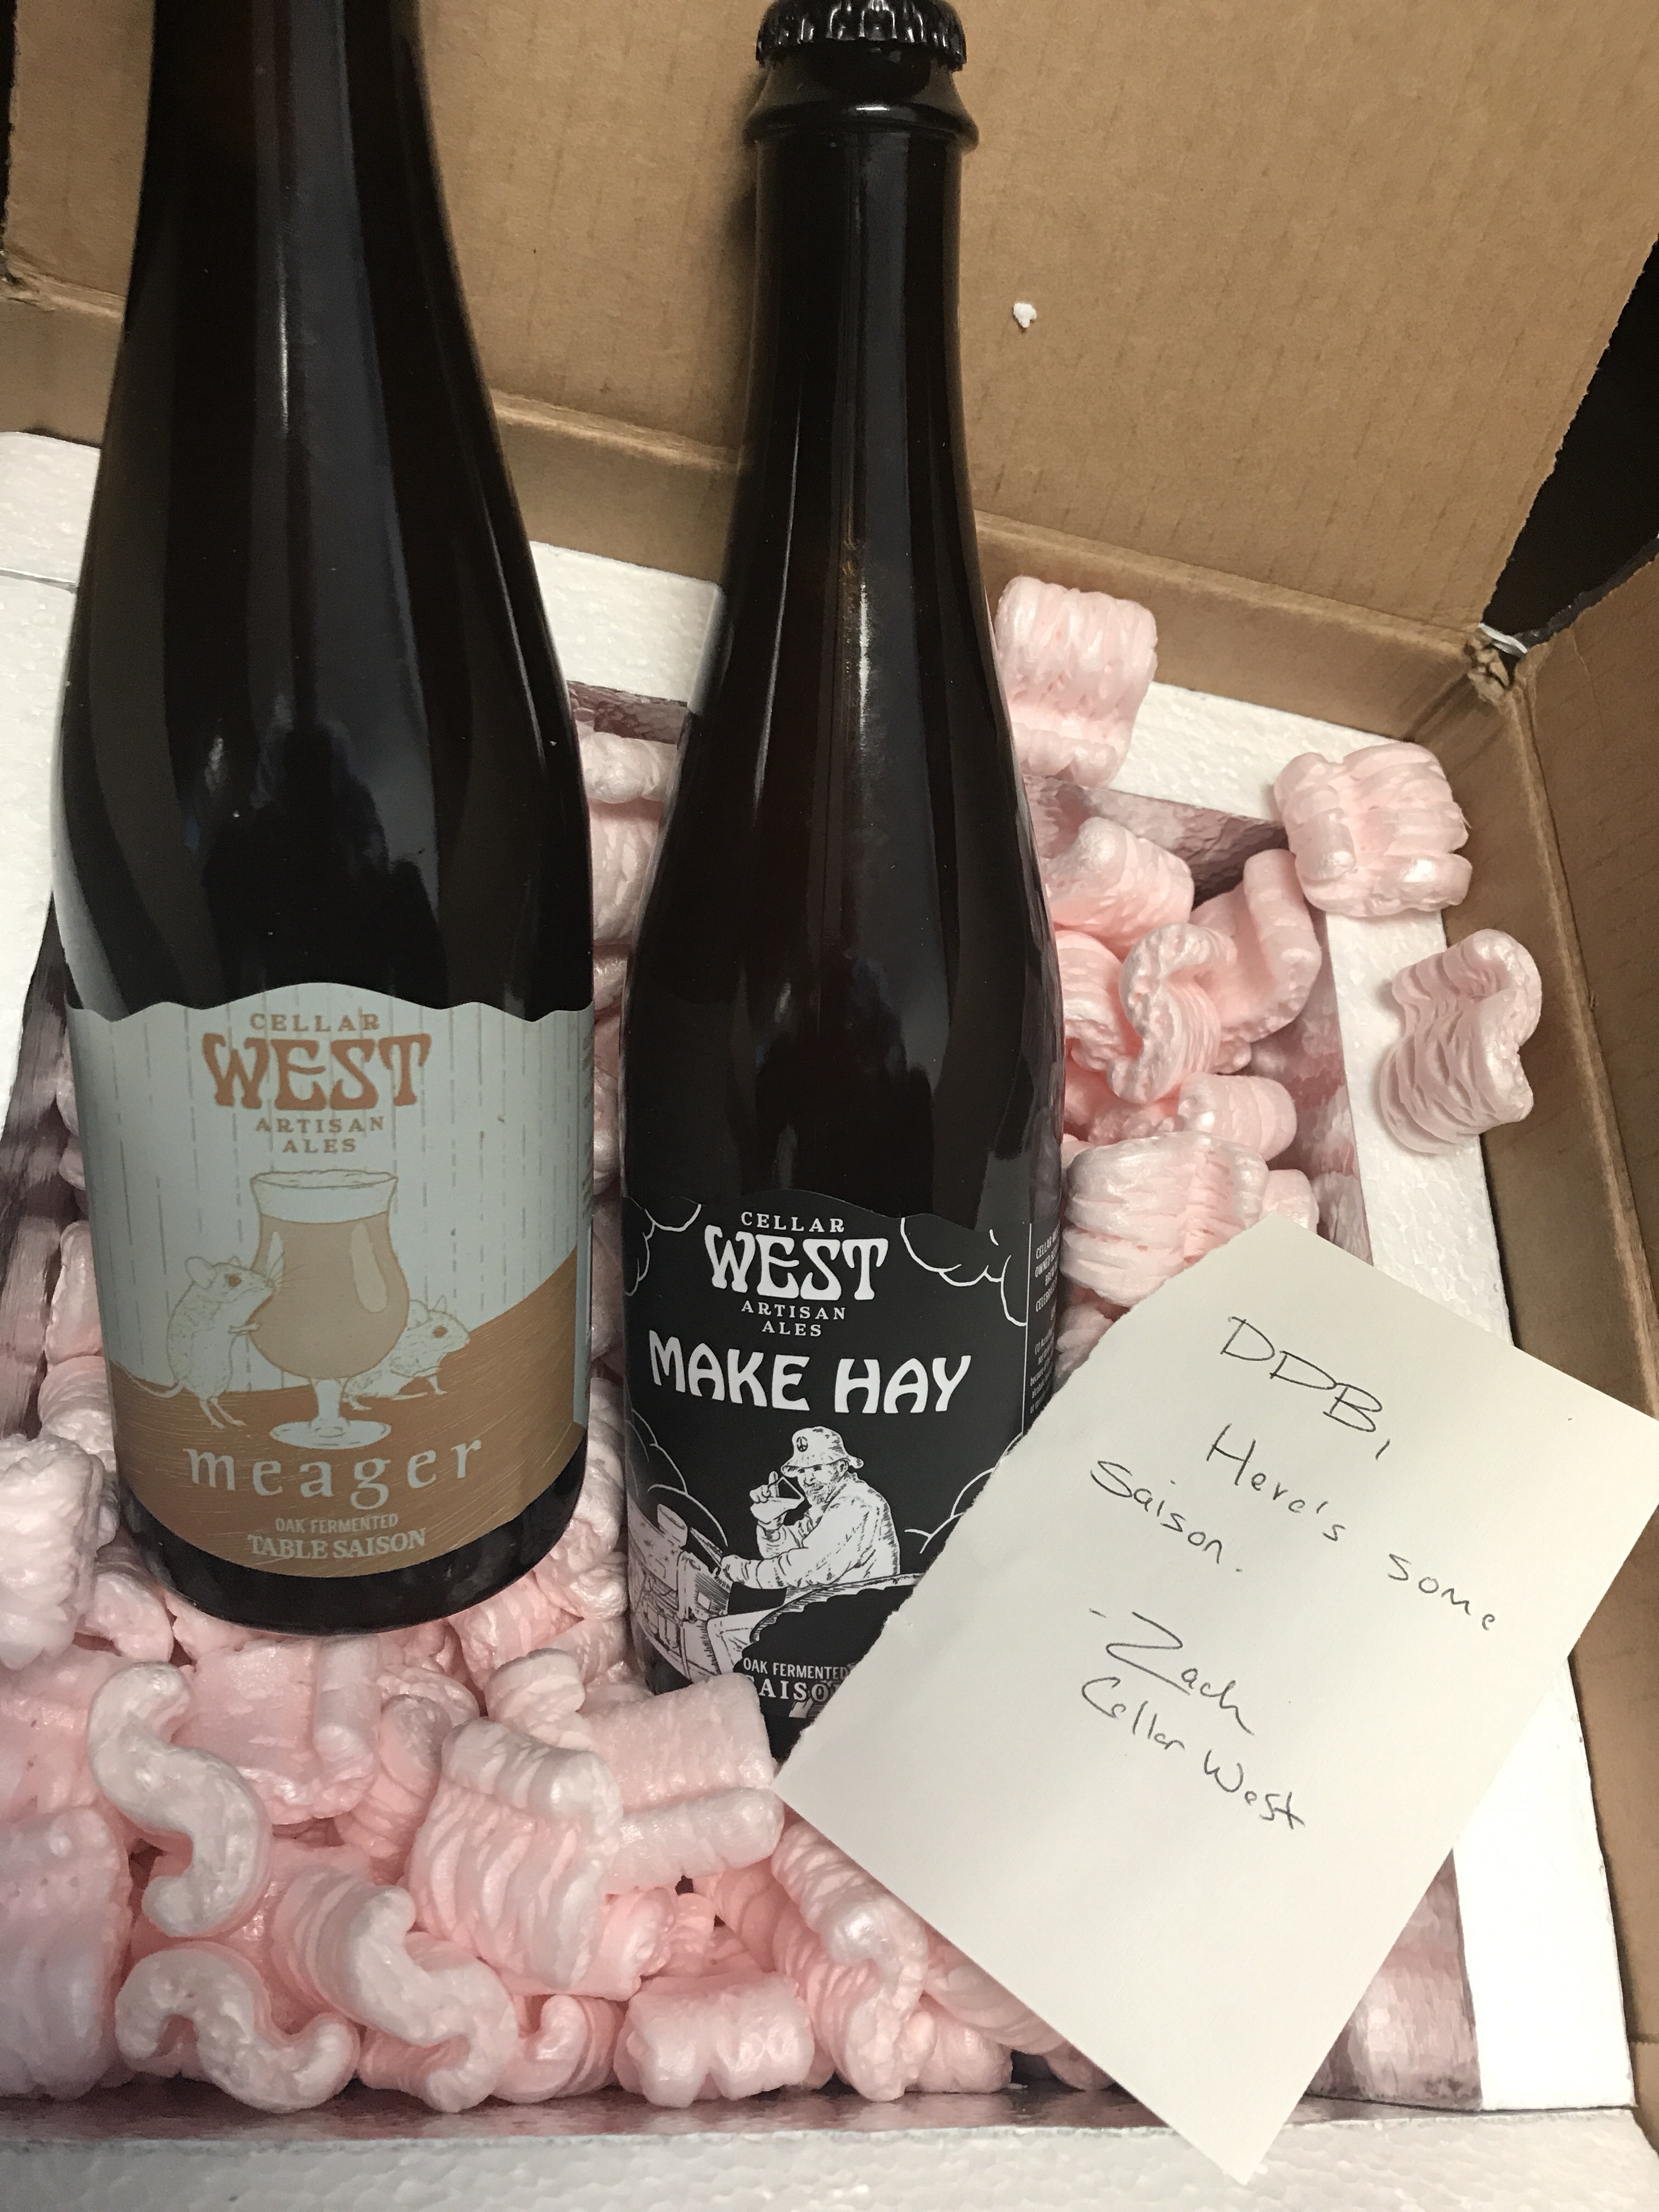 CELLAR
WEST
ARTISAN
ALES
meager
OAK FERMENTED
TABLE SAISON
CELLAR
WEST
ARTISAN
ALES
MAKE HAY
OAK FERMENTED
DDB,
Here's some
Saison.
- Zach
Cellar West